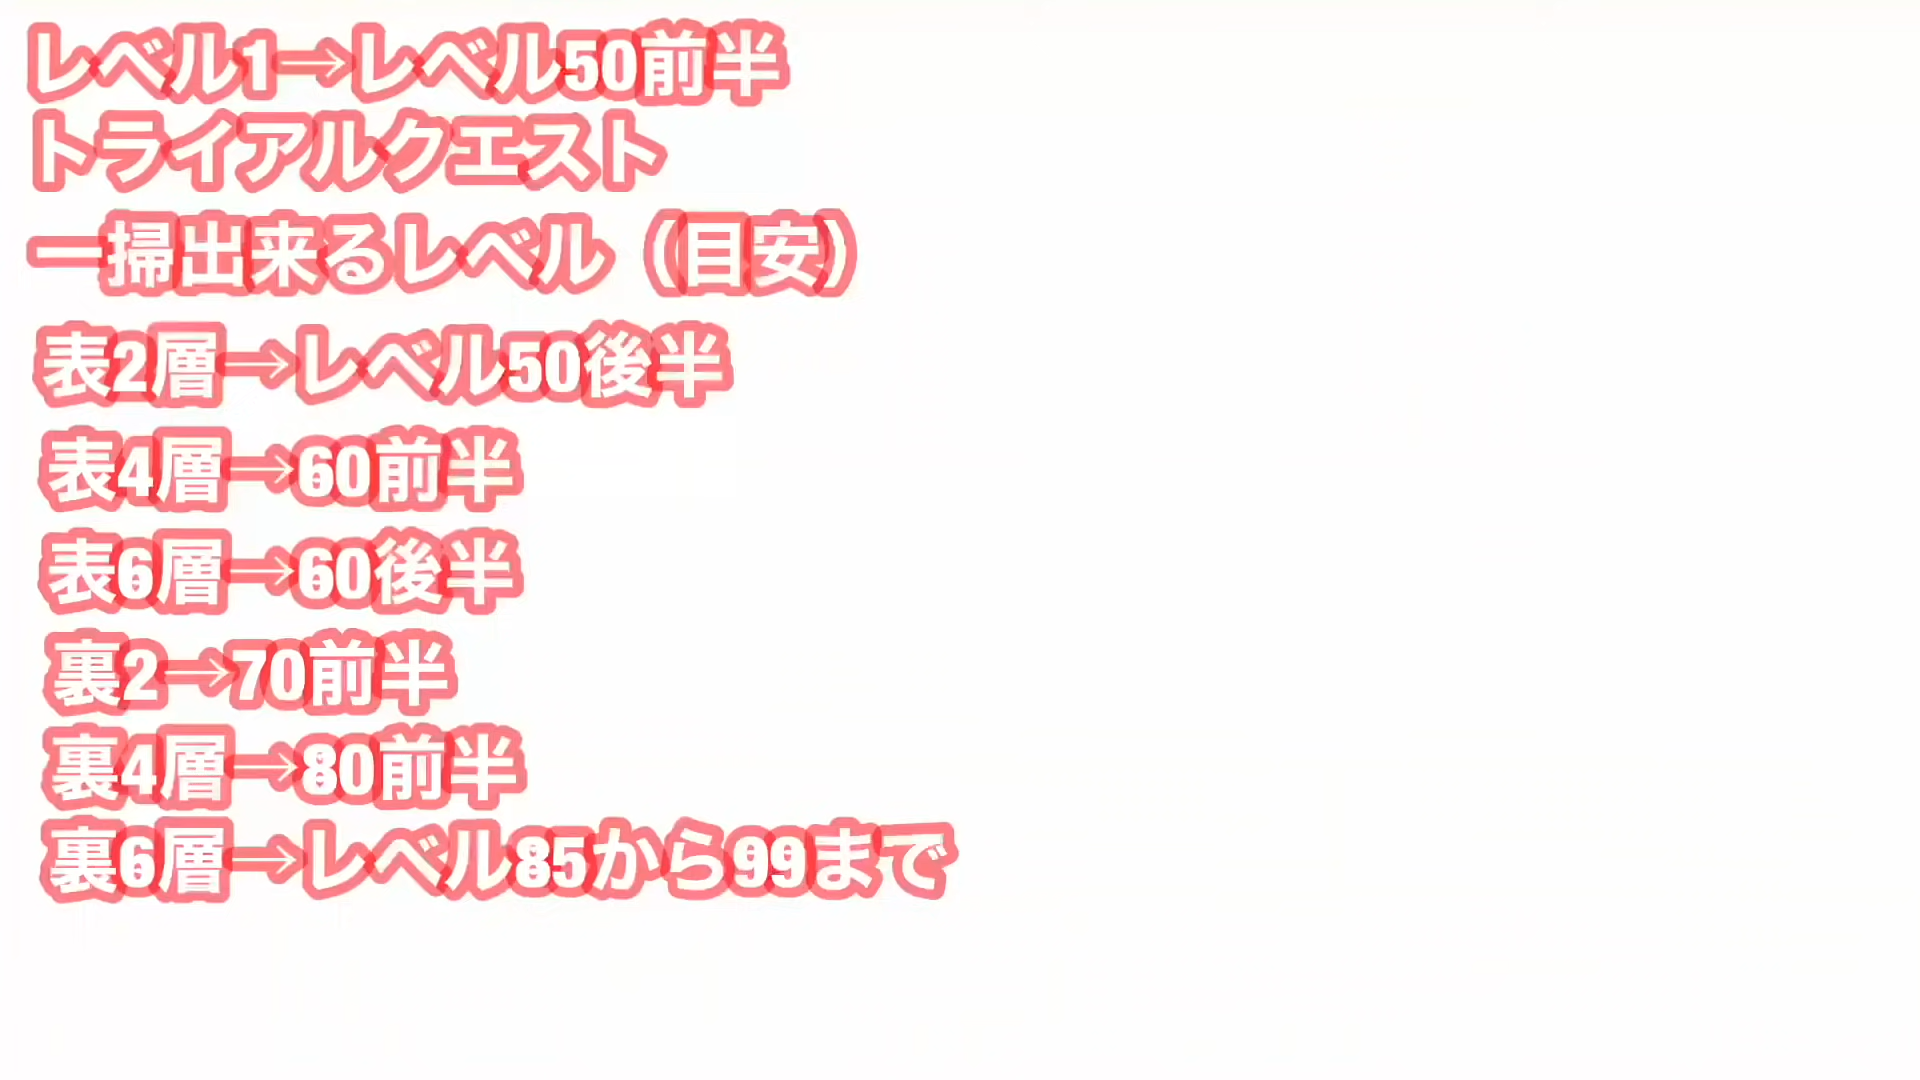 レベル1→レベル50前半
トライアルクエスト
一掃出来るレベル（目安）
表2層→レベル50後半
表4層→60前半
表6層→60後半
裏2→70前半
裏4層→80前半
裏6層→レベル85から99まで